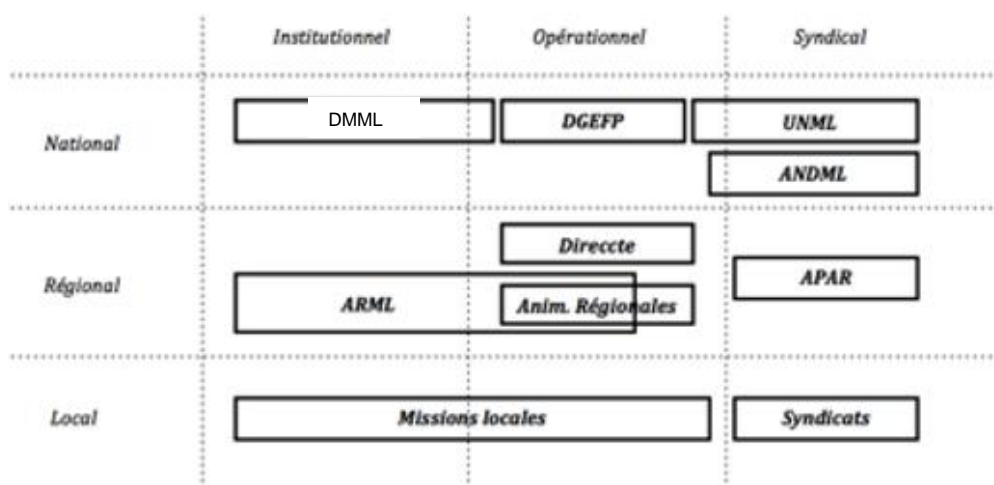 Institutionnel Opérationnel Syndical
National DMML DGEFP UNML
ANDML
Direccte
Régional ARML Anim. Régionales APAR
Local Missions locales Syndicats